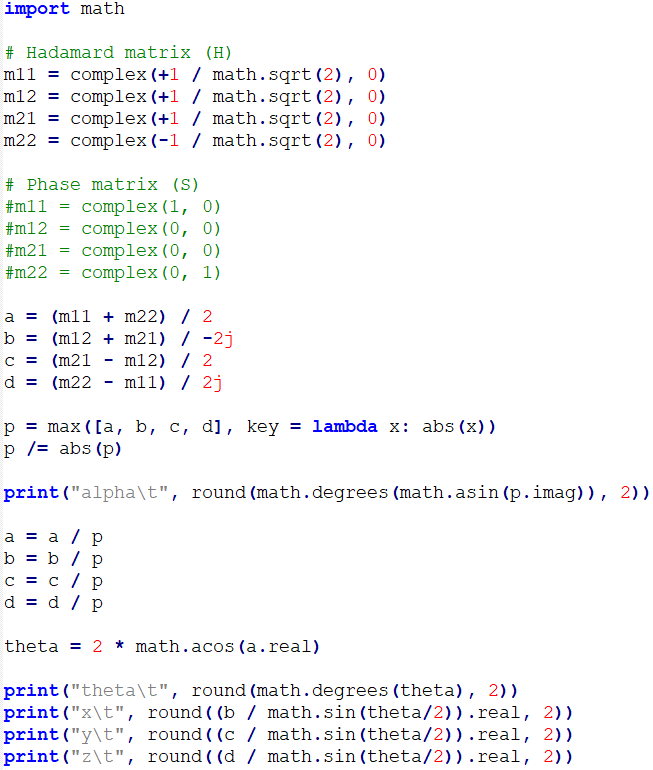 import math
# Hadamard matrix (H)
m11 = complex(+1 / math.sqrt(2), 0)
m12 = complex(+1 / math.sqrt(2), 0)
m21 = complex(+1 / math.sqrt(2), 0)
m22 = complex(-1 / math.sqrt(2), 0)
# Phase matrix (S)
#m11 = complex(1, 0)
#m12 = complex(0, 0)
#m21 = complex(0, 0)
#m22 = complex(0, 1)
a = (m11 + m22) / 2
b = (m12 + m21) / -2j
c = (m21 - m12) / 2
d = (m22 - m11) / 2j
p = max([a, b, c, d], key = lambda x: abs(x))
p /= abs(p)
print("alpha\t", round(math.degrees(math.asin(p.imag)), 2))
a = a / p
b = b / p
c = c / p
d = d / p
theta = 2 * math.acos(a.real)
print("theta\t", round(math.degrees(theta), 2))
print("x\t", round((b / math.sin(theta/2)).real, 2))
print("y\t", round((c / math.sin(theta/2)).real, 2))
print("z\t", round((d / math.sin(theta/2)).real, 2))